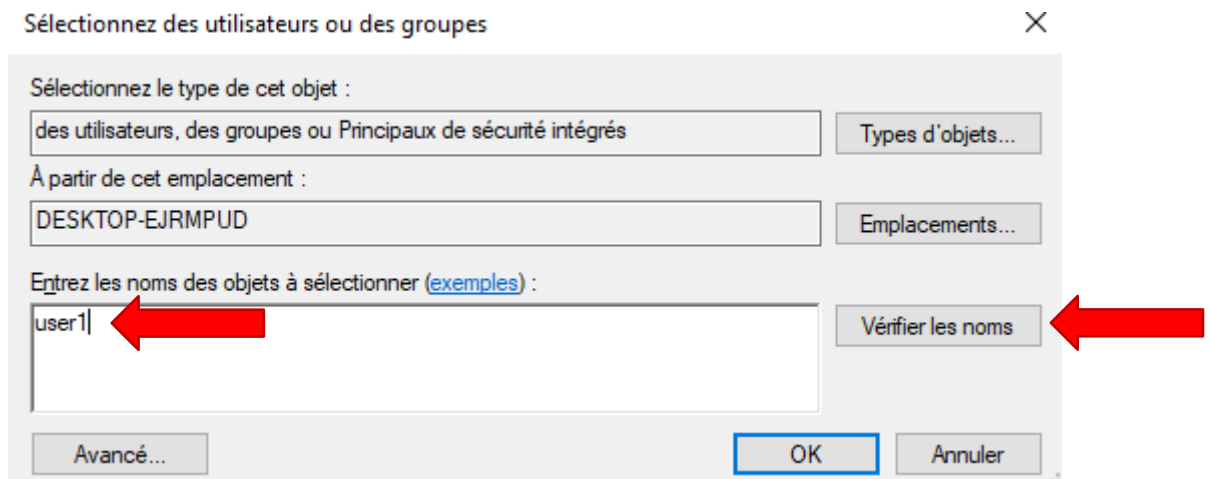 Sélectionnez des utilisateurs ou des groupes
Sélectionnez le type de cet objet :
des utilisateurs, des groupes ou Principaux de sécurité intégrés
Types d'objets...
À partir de cet emplacement :
DESKTOP-EJRMPUD
Emplacements...
Entrez les noms des objets à sélectionner (exemples) :
user1
Vérifier les noms
Avancé...
OK
Annuler